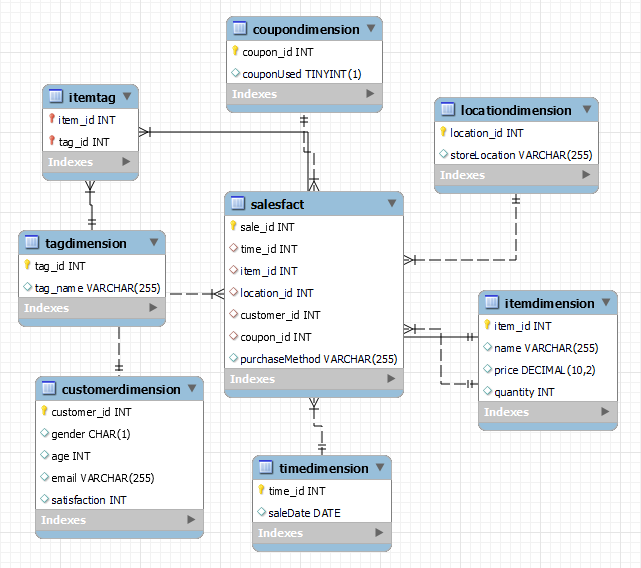 coupondimension
coupon_id INT
couponUsed TINYINT(1)
Indexes
itemtag
item_id INT
tag_id INT
Indexes
locationdimension
location_id INT
storeLocation VARCHAR(255)
Indexes
salesfact
sale_id INT
time_id INT
item_id INT
location_id INT
customer_id INT
coupon_id INT
purchaseMethod VARCHAR(255)
Indexes
tagdimension
tag_id INT
tag_name VARCHAR(255)
Indexes
itemdimension
item_id INT
name VARCHAR(255)
price DECIMAL(10,2)
quantity INT
Indexes
customerdimension
customer_id INT
gender CHAR(1)
age INT
email VARCHAR(255)
satisfaction INT
Indexes
timedimension
time_id INT
saleDate DATE
Indexes